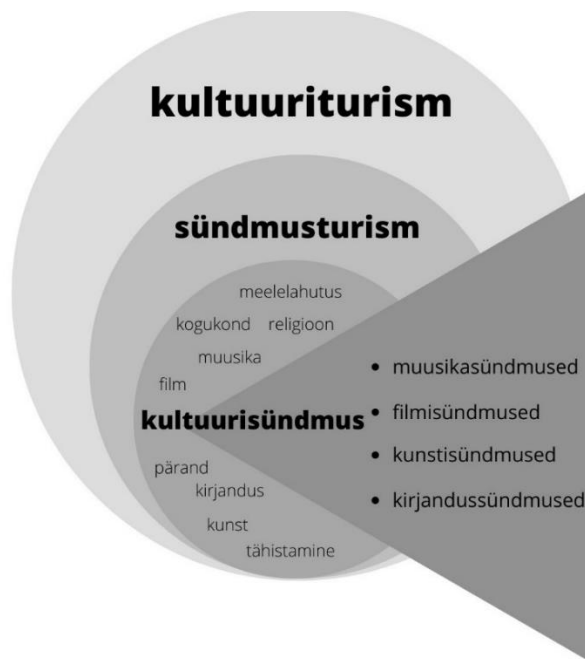 kultuuriturism
sündmusturism
meelelahutus
kogukond religioon
muusika
film
kultuurisündmus
pärand
kirjandus
kunst
tähistamine
• muusikasündmused
• filmisündmused
• kunstisündmused
• kirjandussündmused